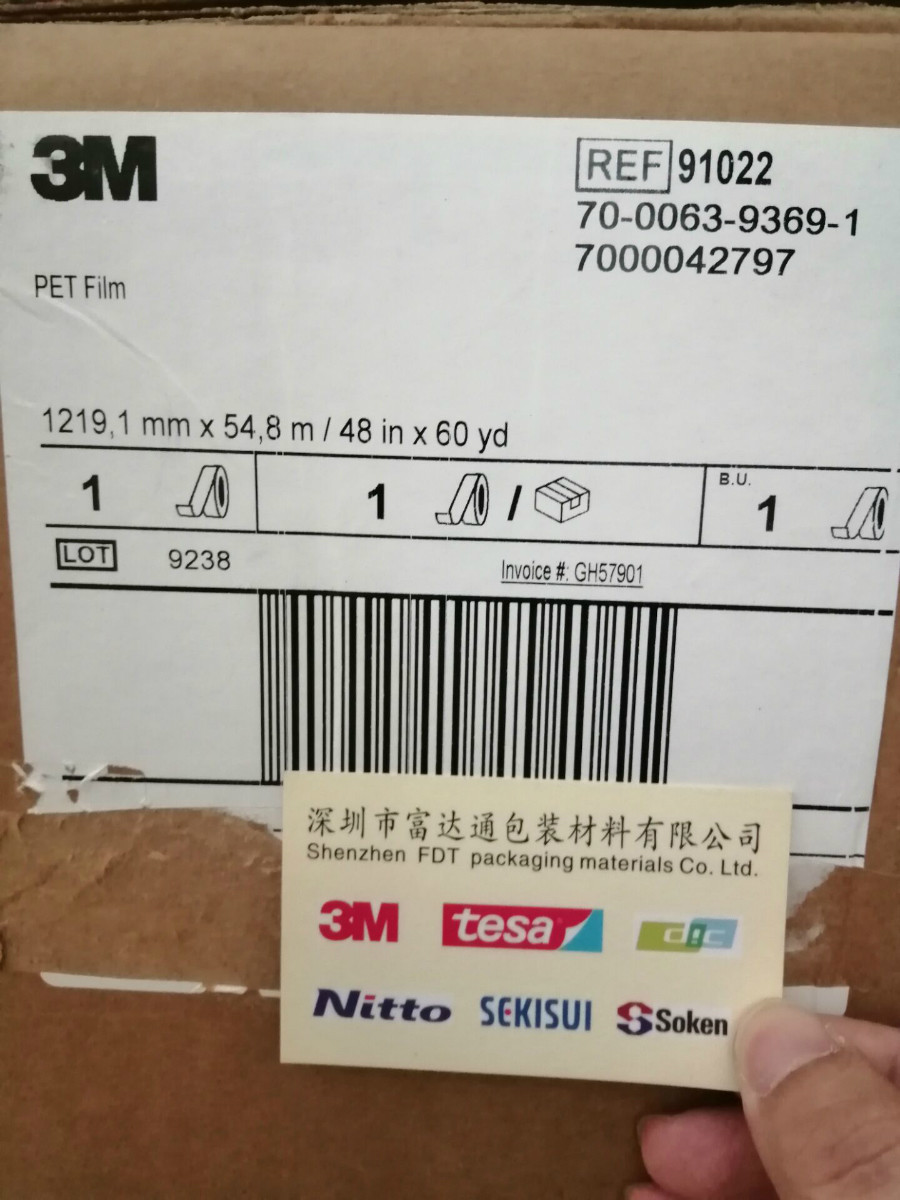 3M
REF 91022
70-0063-9369-1
7000042797
PET Film
1219,1 mm x 54,8 m / 48 in x 60 yd
1 1 / B.U. 1
LOT 9238 Invoice #: GH57901
深圳市富达通包装材料有限公司
Shenzhen FDT packaging materials Co. Ltd.
3M tesa dic
Nitto SEKISUI Soken